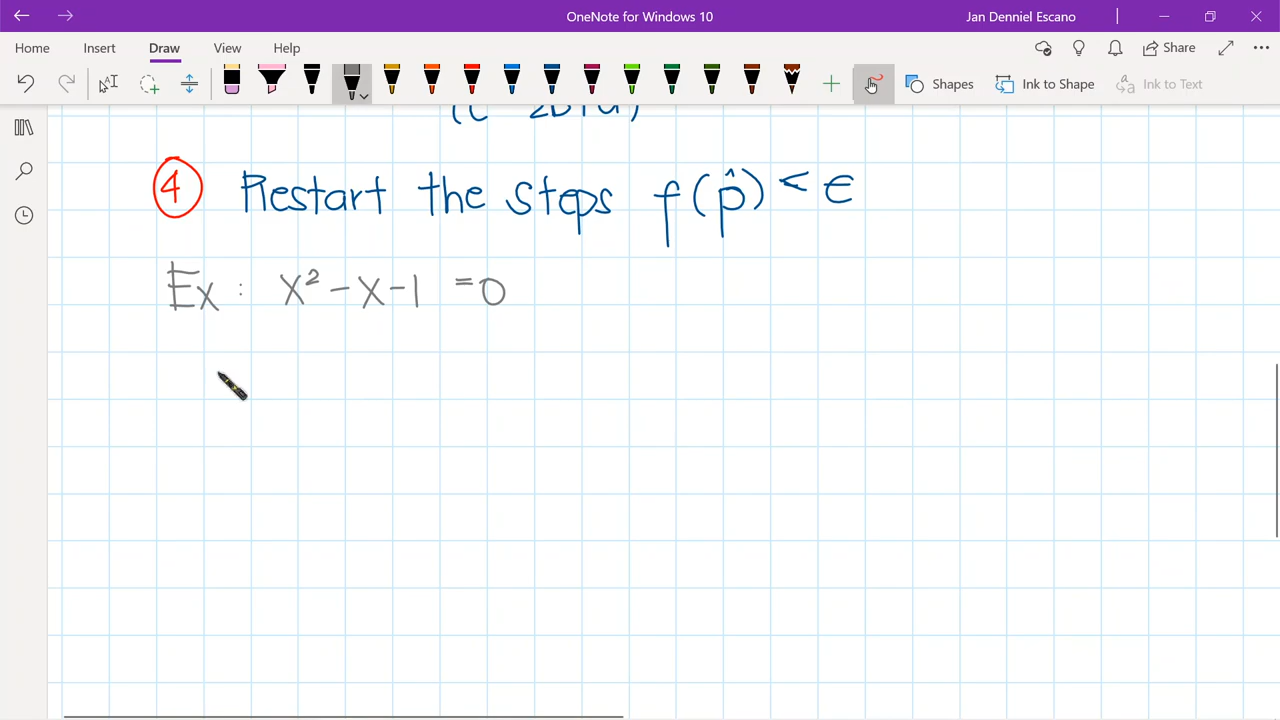 OneNote for Windows 10
Jan Denniel Escano
Home Insert Draw View Help
Share
Shapes
Ink to Shape
Ink to Text
4 Restart the steps f(p̂) < ϵ
Ex : x² - x - 1 = 0